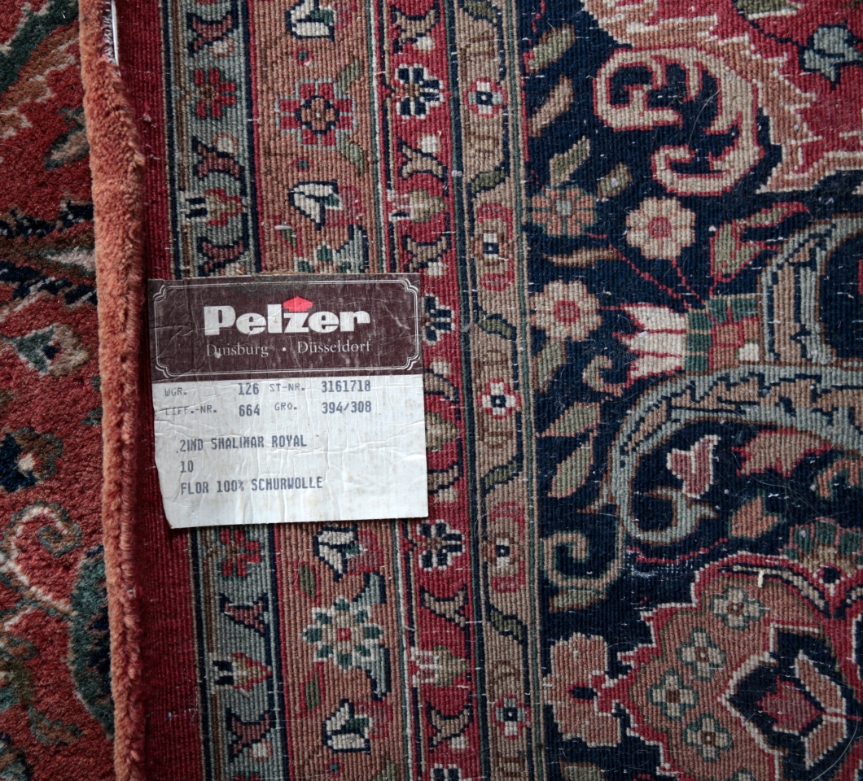 Pelzer
Duisburg • Düsseldorf
WGR. 126 ST-NR. 3161718
LIEF.-NR. 664 GRO. 394/308
2IND SHALIMAR ROYAL
10
FLOR 100% SCHURWOLLE